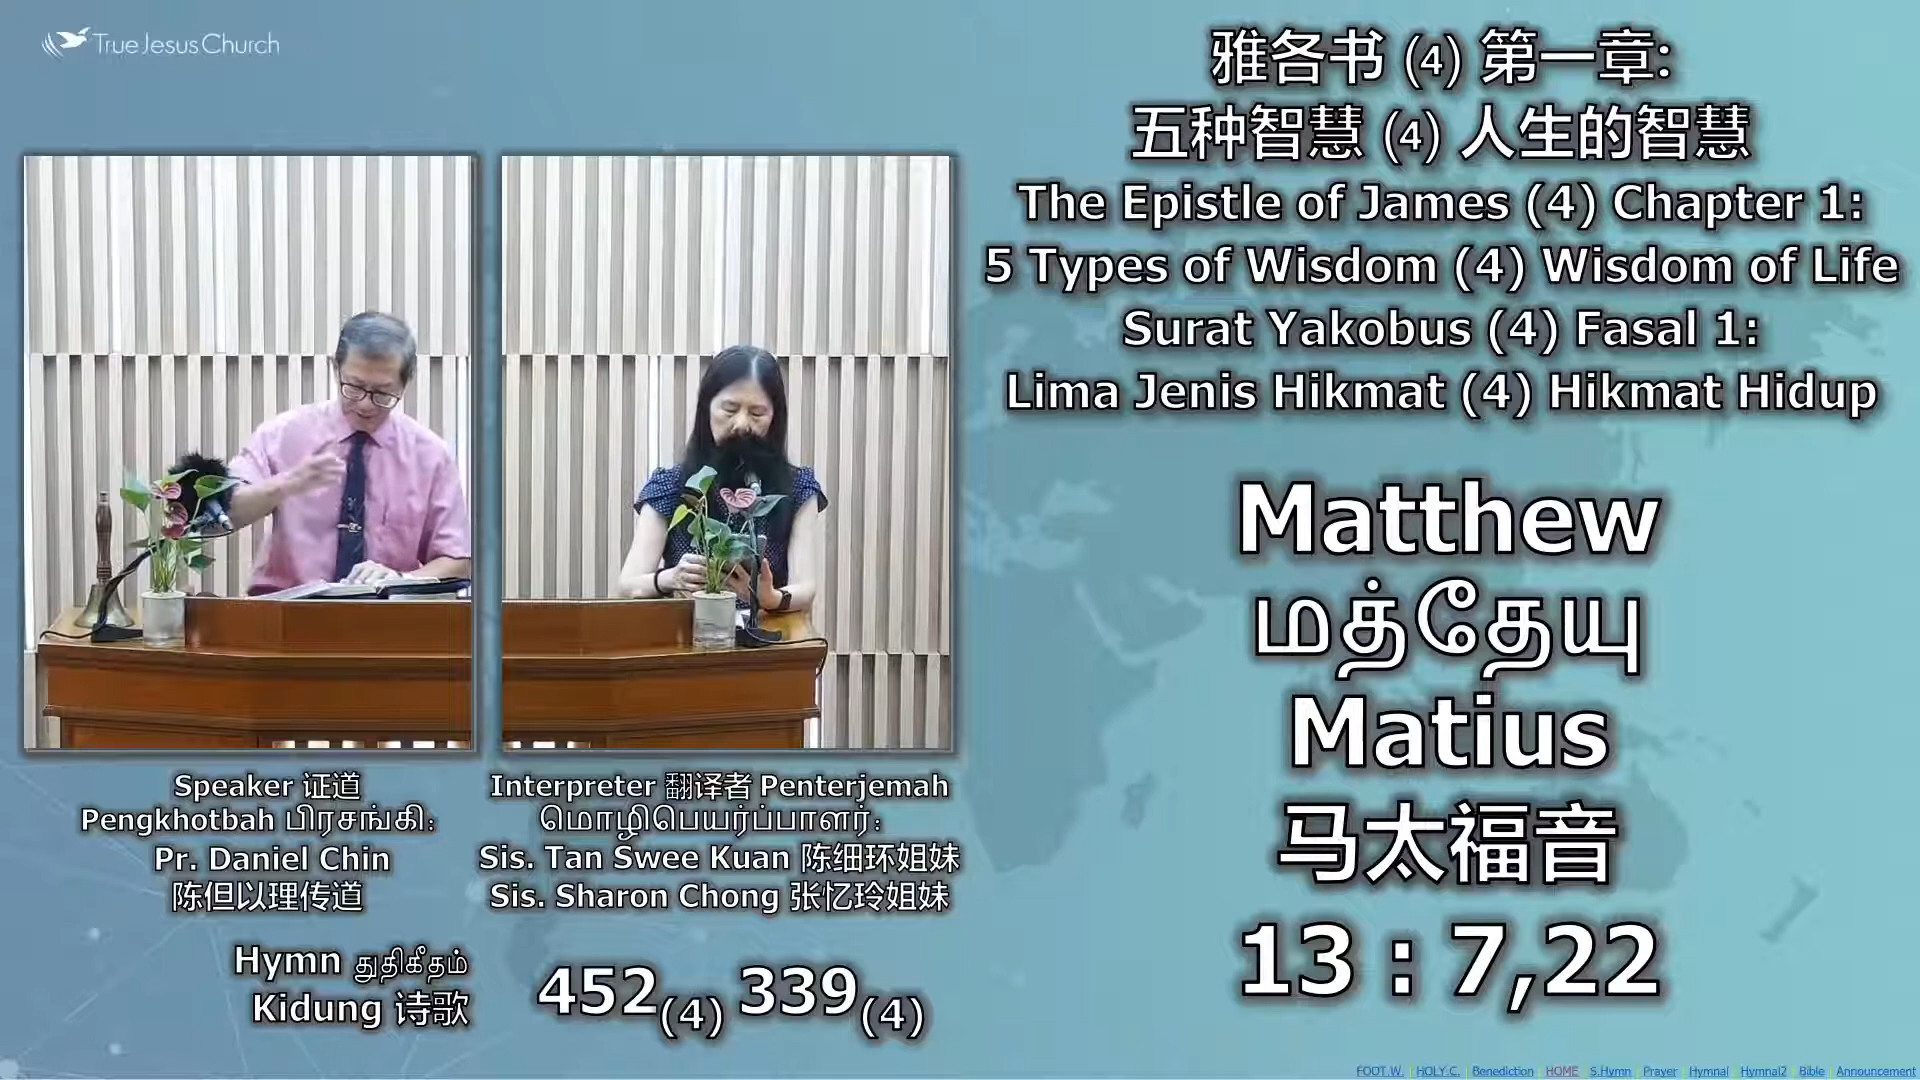 True Jesus Church
雅各书 (4) 第一章:
五种智慧 (4) 人生的智慧
The Epistle of James (4) Chapter 1:
5 Types of Wisdom (4) Wisdom of Life
Surat Yakobus (4) Fasal 1:
Lima Jenis Hikmat (4) Hikmat Hidup
Matthew
மத்தேயு
Matius
马太福音
13 : 7,22
Speaker 证道
Pengkhotbah பிரசங்கி:
Pr. Daniel Chin
陈但以理传道
Interpreter 翻译者 Penterjemah
மொழிபெயர்ப்பாளர்:
Sis. Tan Swee Kuan 陈细环姐妹
Sis. Sharon Chong 张忆玲姐妹
Hymn துதிகீதம்
Kidung 诗歌
452(4) 339(4)
FOOT.W. | HOLY.C. | Benediction | HOME | S.Hymn | Prayer | Hymnal | Hymnal2 | Bible | Announcement